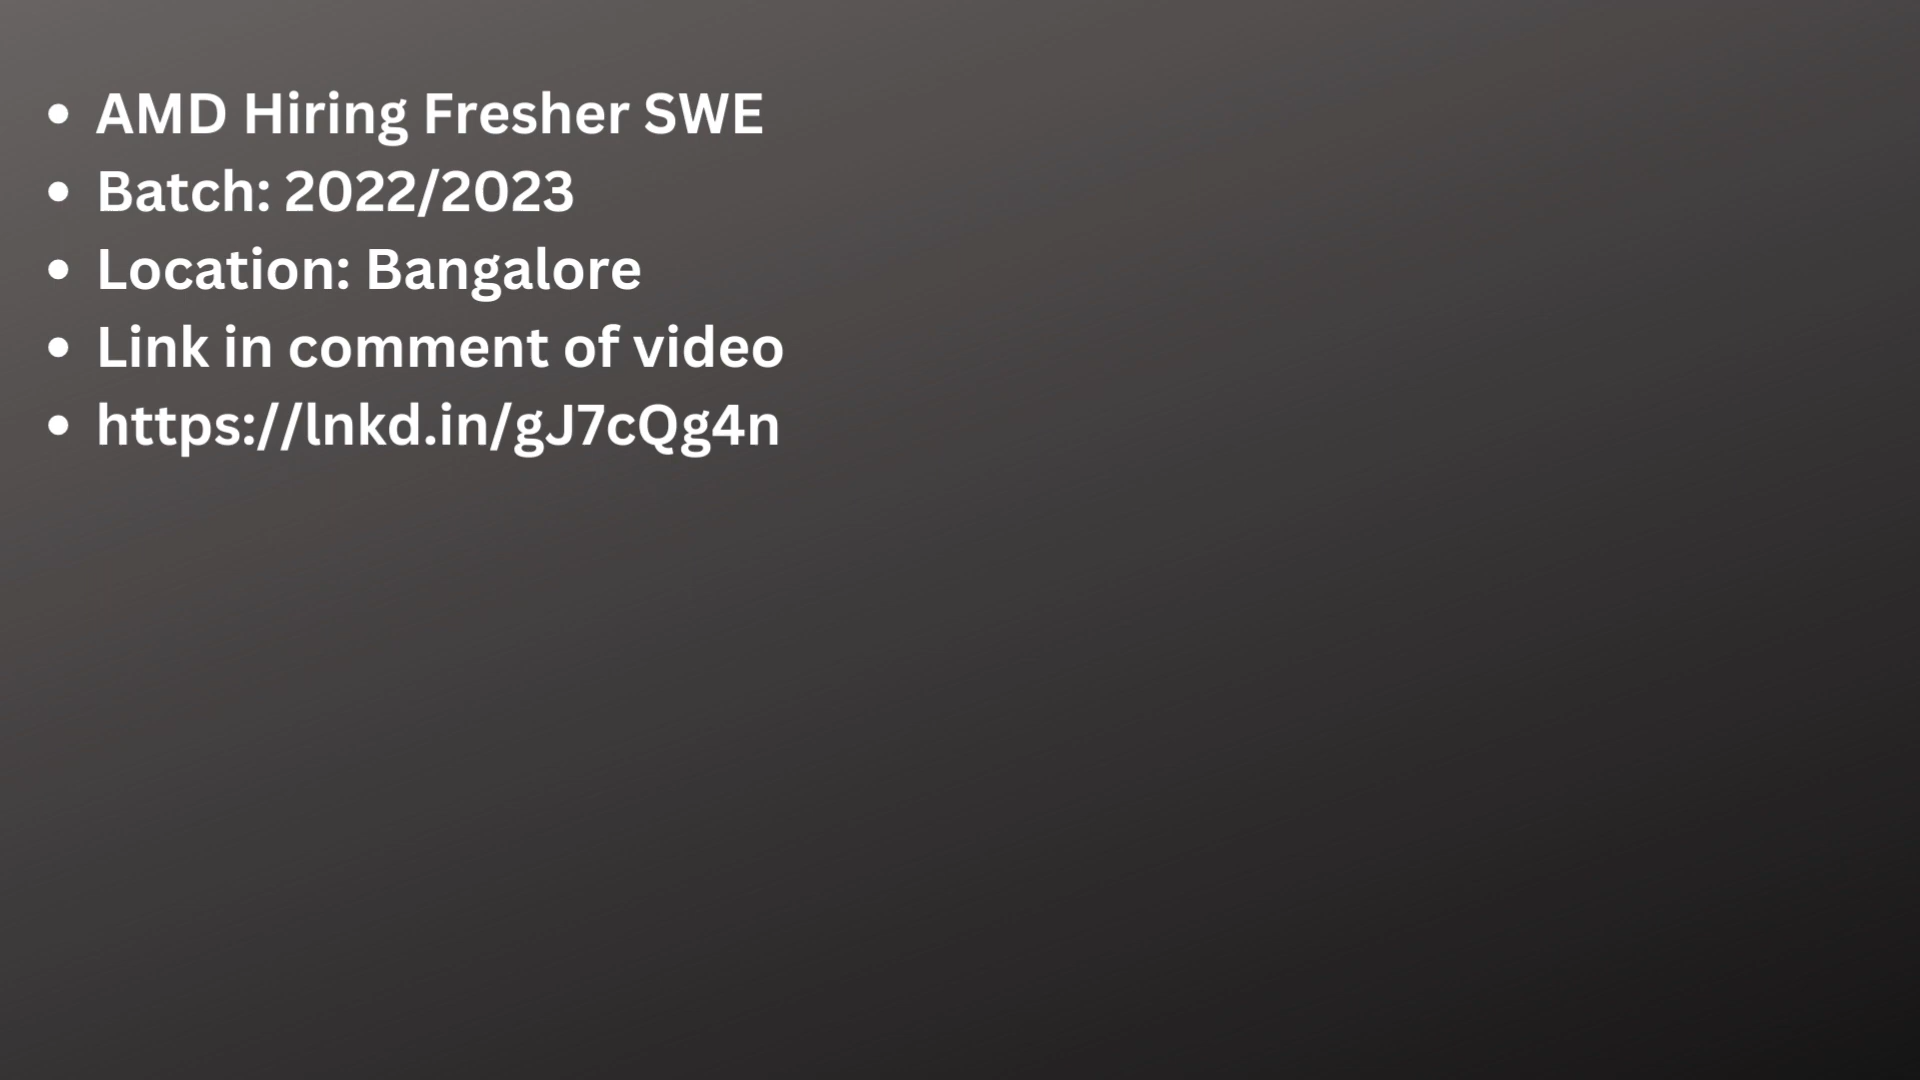 • AMD Hiring Fresher SWE
• Batch: 2022/2023
• Location: Bangalore
• Link in comment of video
• https://lnkd.in/gJ7cQg4n